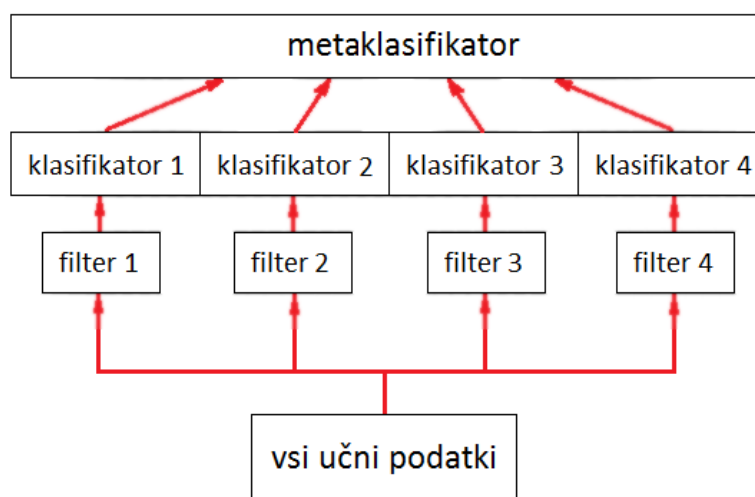 metaklasifikator
klasifikator 1 klasifikator 2 klasifikator 3 klasifikator 4
filter 1 filter 2 filter 3 filter 4
vsi učni podatki